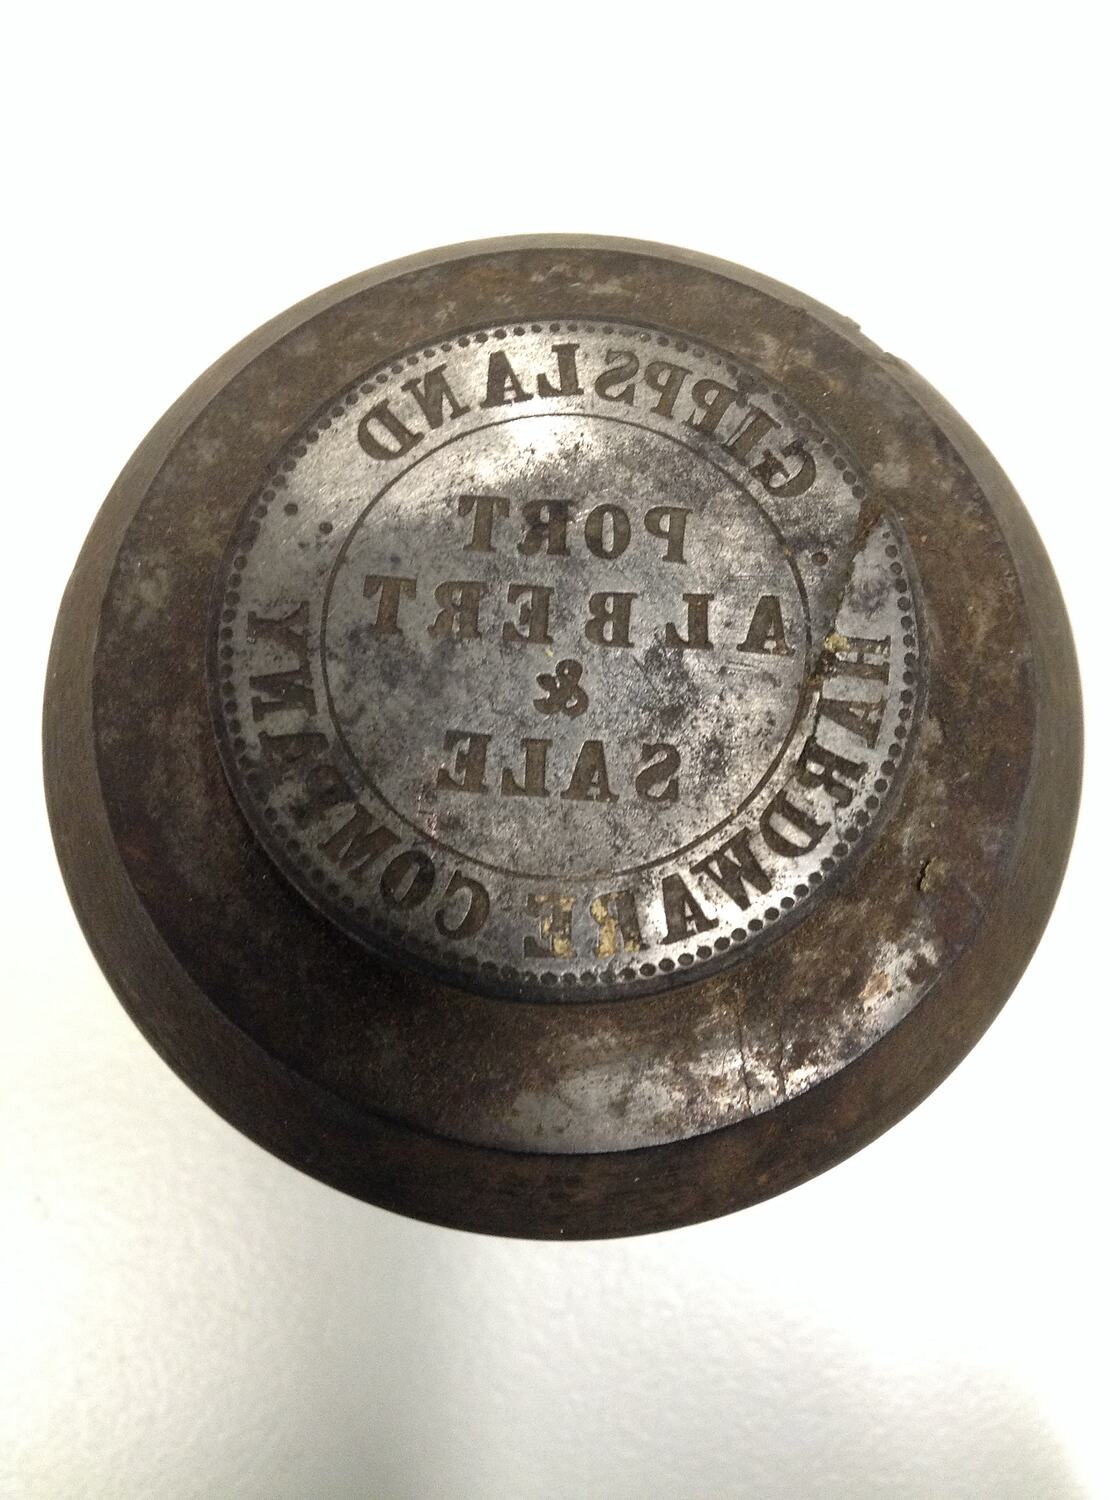 GIPPSLAND
HARDWARE COMPANY
PORT
ALBERT
&
SALE